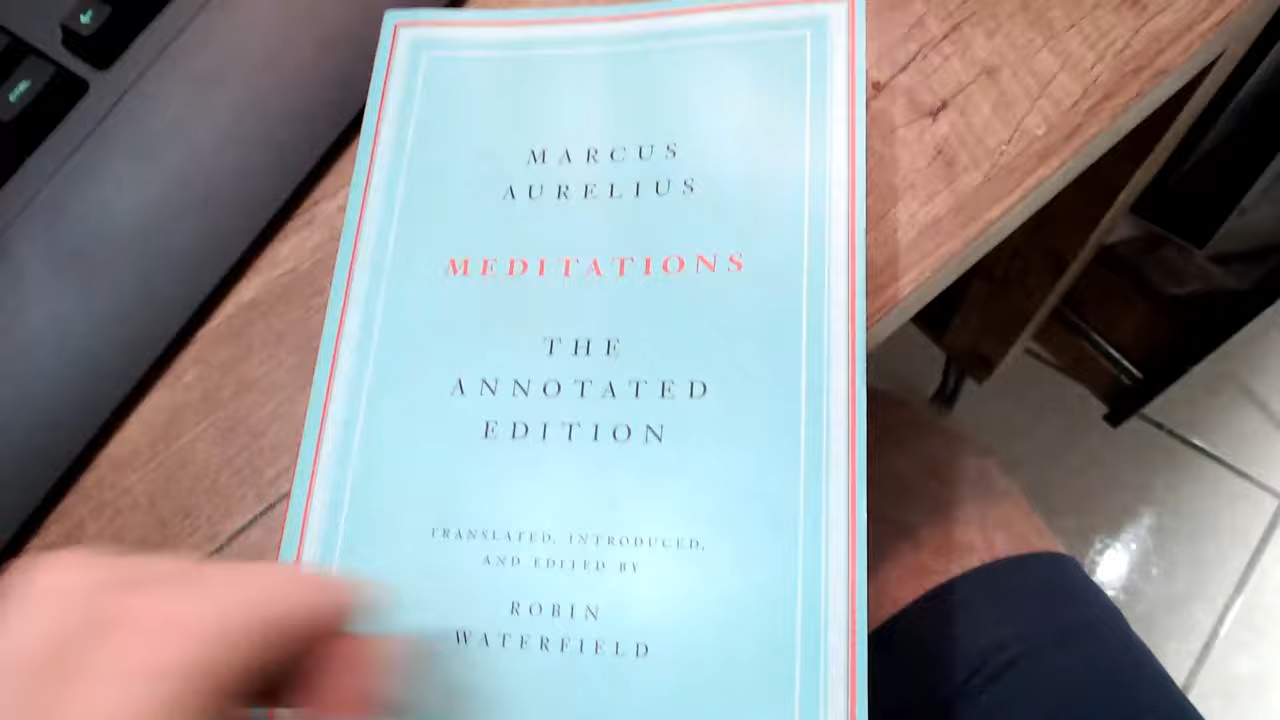 MARCUS
AURELIUS
MEDITATIONS
THE
ANNOTATED
EDITION
TRANSLATED, INTRODUCED,
AND EDITED BY
ROBIN
WATERFIELD